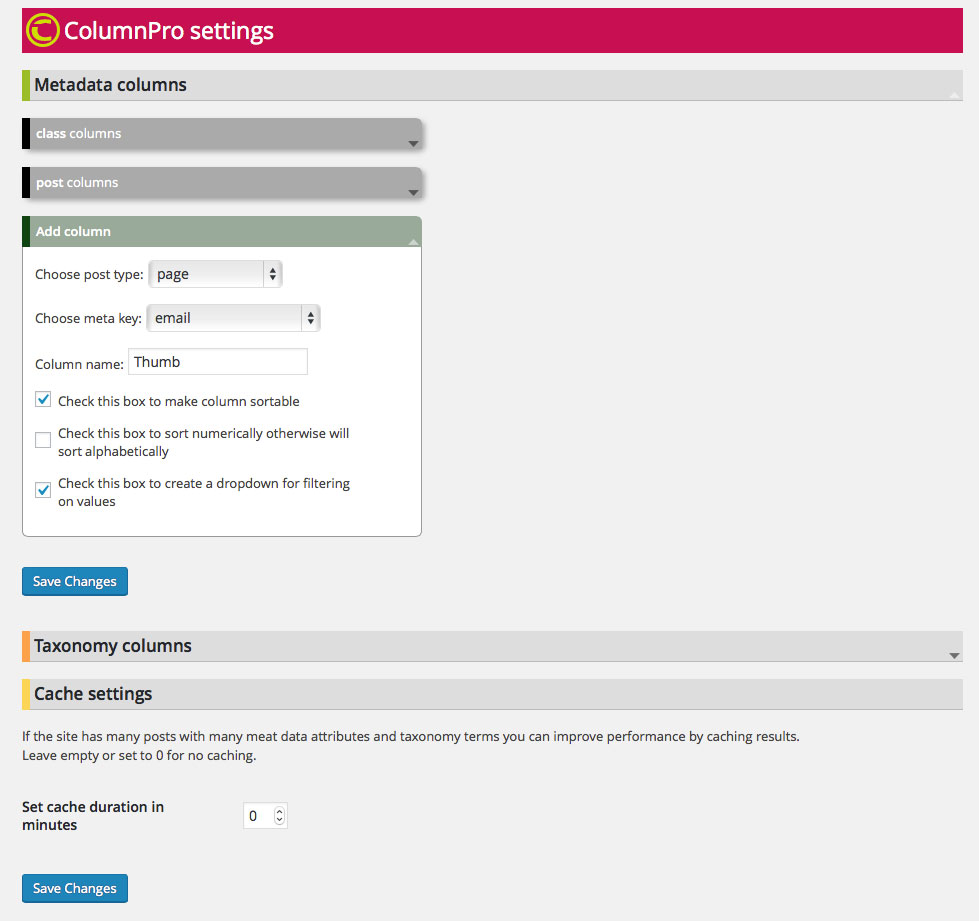 ColumnPro settings
Metadata columns
class columns
post columns
Add column
Choose post type: page
Choose meta key: email
Column name: Thumb
Check this box to make column sortable
Check this box to sort numerically otherwise will
sort alphabetically
Check this box to create a dropdown for filtering
on values
Save Changes
Taxonomy columns
Cache settings
If the site has many posts with many meat data attributes and taxonomy terms you can improve performance by caching results.
Leave empty or set to 0 for no caching.
Set cache duration in
minutes
0
Save Changes